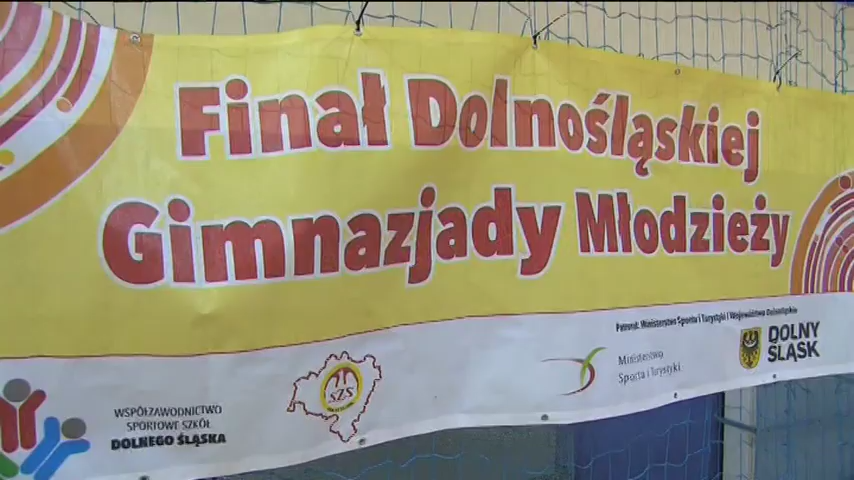 Finał Dolnośląskiej
Gimnazjady Młodzieży
Patronat: Ministerstwo Sportu i Turystyki i Województwo Dolnośląskie
WSPÓŁZAWODNICTWO
SPORTOWE SZKÓŁ
DOLNEGO ŚLĄSKA
SZS
Ministerstwo
Sportu i Turystyki
DOLNY
ŚLĄSK